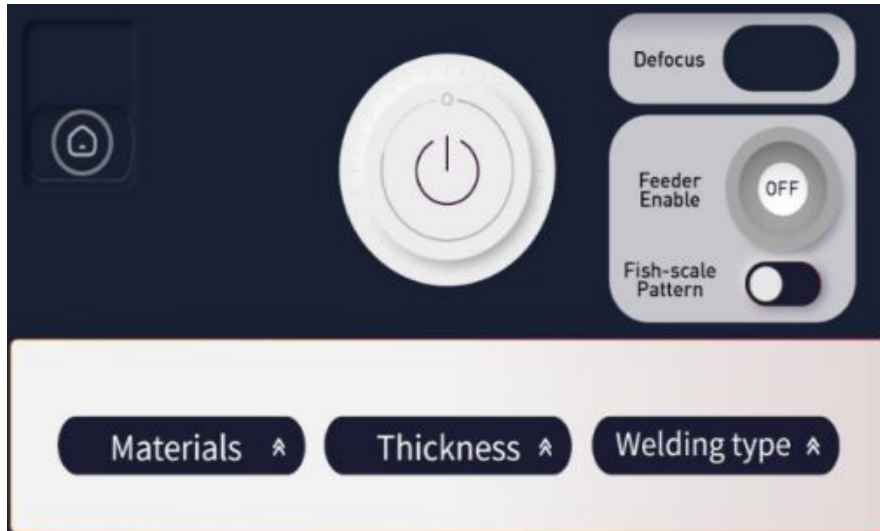 Defocus
Feeder
Enable
OFF
Fish-scale
Pattern
Materials
Thickness
Welding type